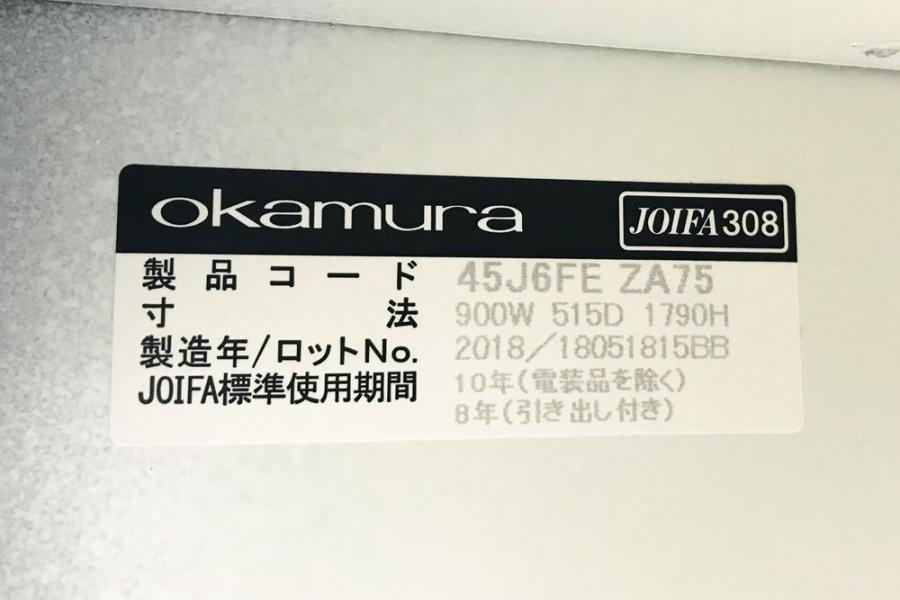 okamura JOIFA308
製品コード 45J6FE ZA75
寸法 900W 515D 1790H
製造年/ロットNo. 2018/18051815BB
JOIFA標準使用期間 10年(電装品を除く)
8年(引き出し付き)